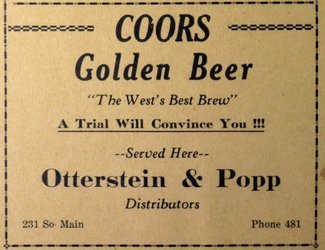 COORS
Golden Beer
"The West's Best Brew"
A Trial Will Convince You !!!
--Served Here--
Otterstein & Popp
Distributors
231 So· Main Phone 481